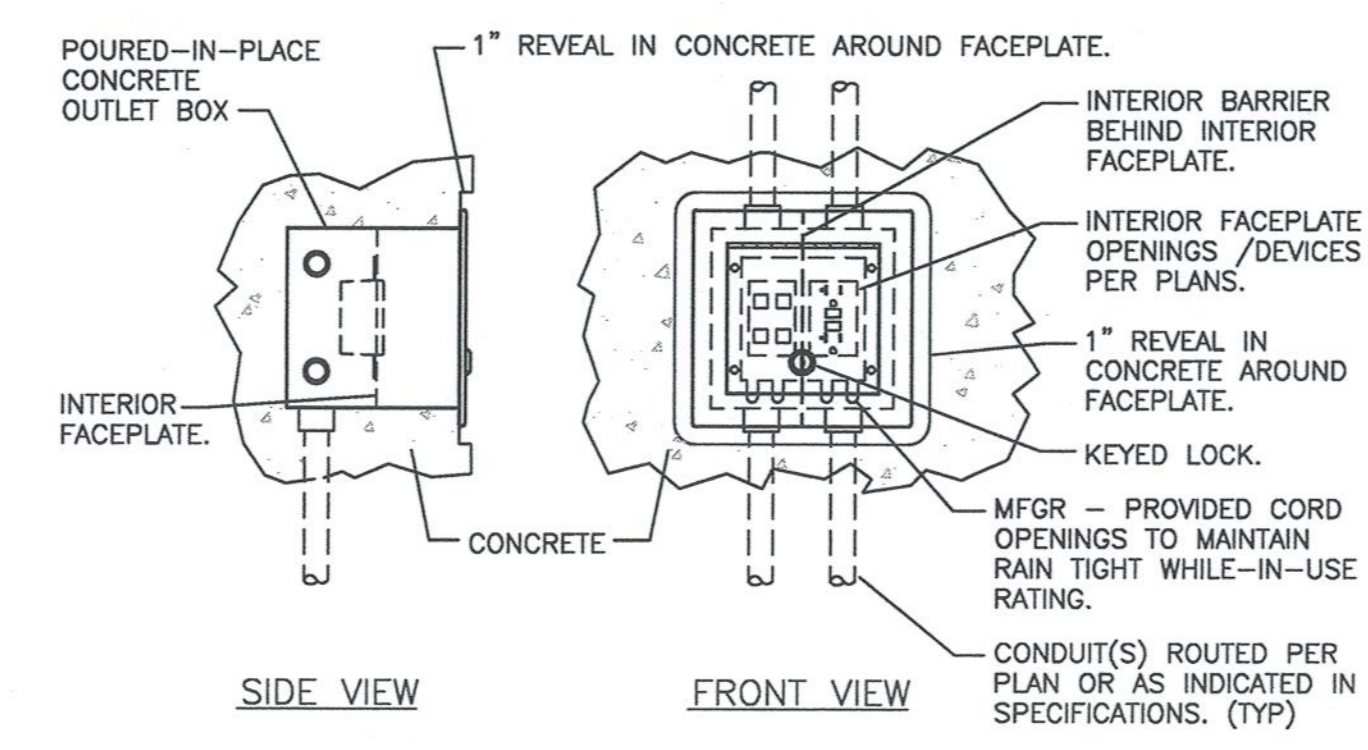 POURED-IN-PLACE
CONCRETE
OUTLET BOX
1" REVEAL IN CONCRETE AROUND FACEPLATE.
INTERIOR BARRIER
BEHIND INTERIOR
FACEPLATE.
INTERIOR FACEPLATE
OPENINGS /DEVICES
PER PLANS.
1" REVEAL IN
CONCRETE AROUND
FACEPLATE.
INTERIOR
FACEPLATE.
KEYED LOCK.
CONCRETE
MFGR - PROVIDED CORD
OPENINGS TO MAINTAIN
RAIN TIGHT WHILE-IN-USE
RATING.
CONDUIT(S) ROUTED PER
PLAN OR AS INDICATED IN
SPECIFICATIONS. (TYP)
SIDE VIEW
FRONT VIEW